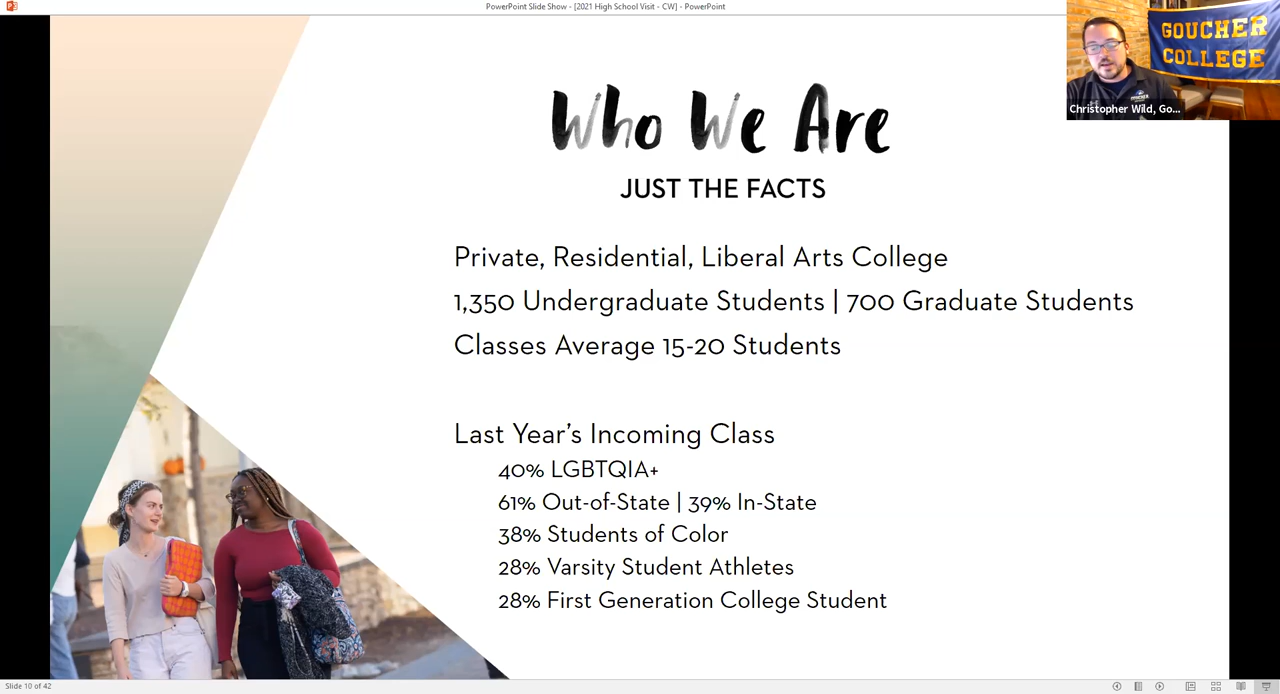 PowerPoint Slide Show - [2021 High School Visit - CW] - PowerPoint
GOUCHER
COLLEGE
Christopher Wild, Go...
Who We Are
JUST THE FACTS
Private, Residential, Liberal Arts College
1,350 Undergraduate Students | 700 Graduate Students
Classes Average 15-20 Students
Last Year's Incoming Class
40% LGBTQIA+
61% Out-of-State | 39% In-State
38% Students of Color
28% Varsity Student Athletes
28% First Generation College Student
Slide 10 of 42